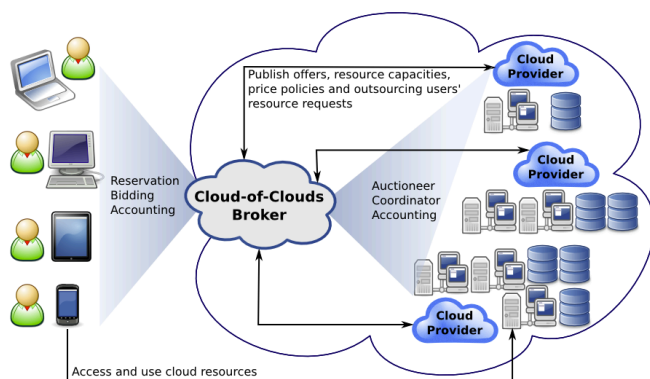 Cloud
Provider
Publish offers, resource capacities,
price policies and outsourcing users'
resource requests
Cloud
Provider
Reservation
Bidding
Accounting
Cloud-of-Clouds
Broker
Auctioneer
Coordinator
Accounting
Cloud
Provider
Access and use cloud resources